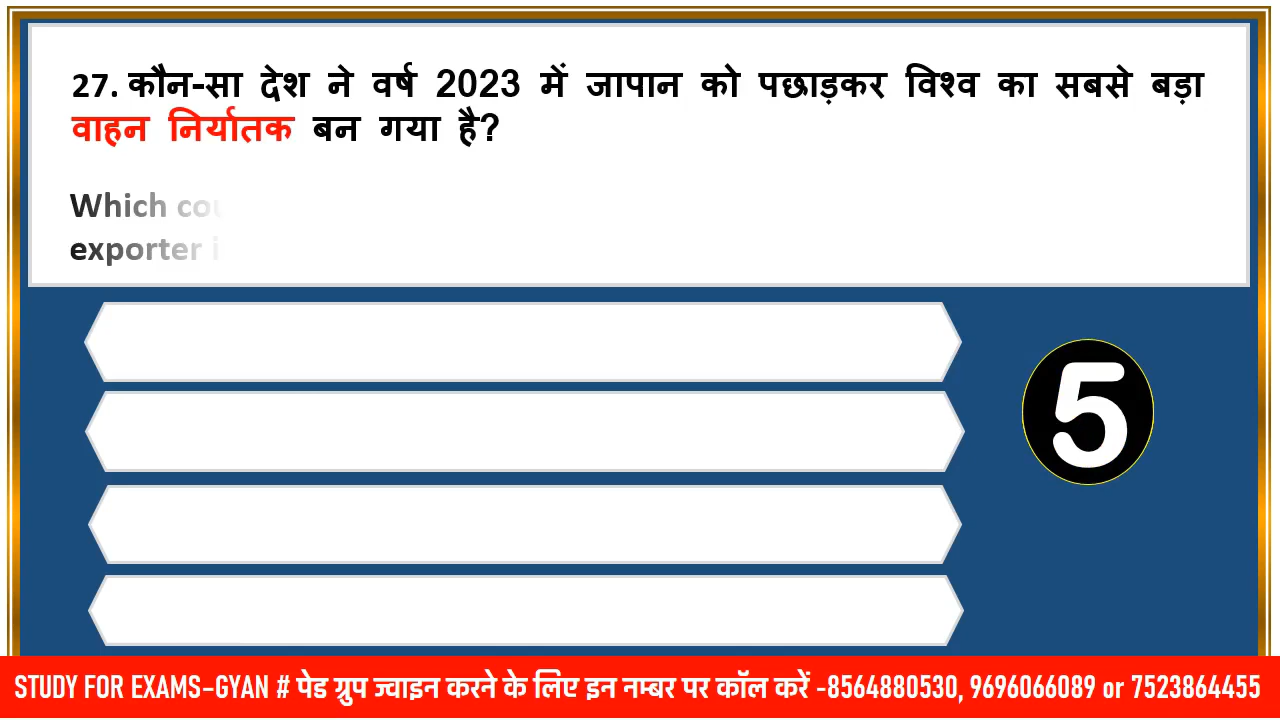 27. कौन-सा देश ने वर्ष 2023 में जापान को पछाड़कर विश्व का सबसे बड़ा
वाहन निर्यातक बन गया है?
Which
exporter
5
STUDY FOR EXAMS-GYAN # पेड ग्रुप ज्वाइन करने के लिए इन नम्बर पर कॉल करें -8564880530, 9696066089 or 7523864455